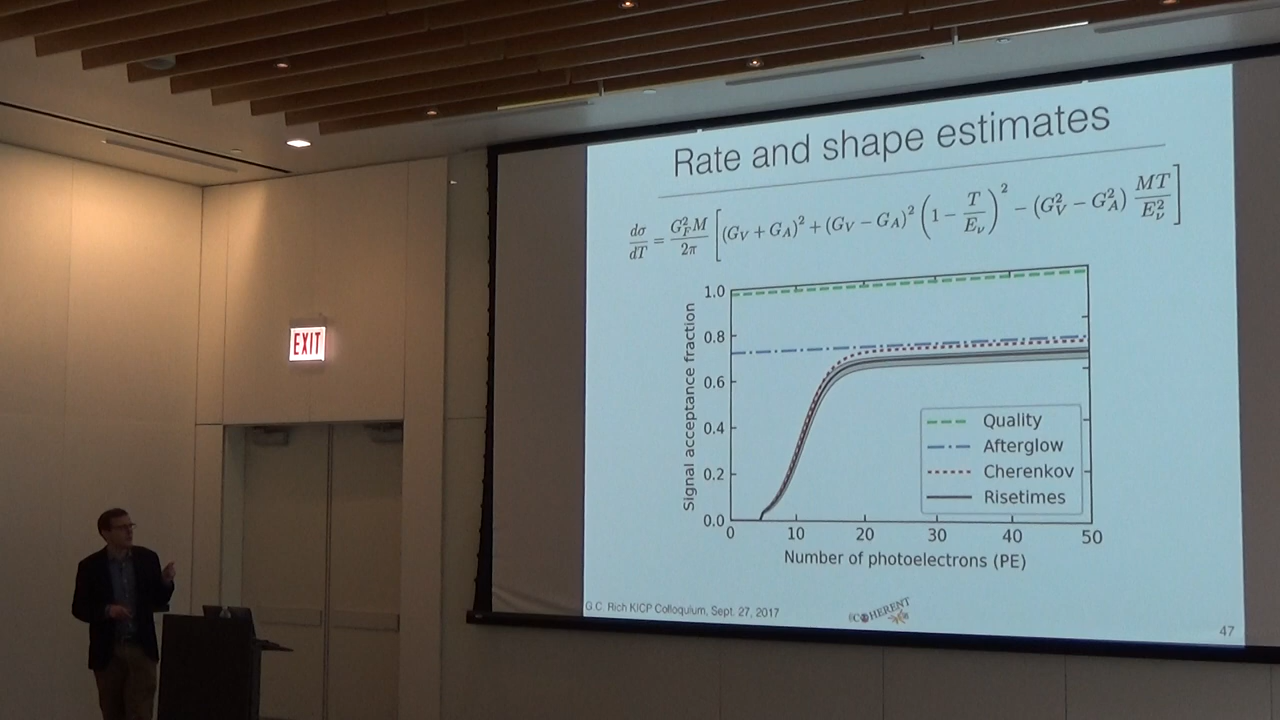 Rate and shape estimates
dσ/dT = G_F^2 M / 2π [ (G_V + G_A)^2 + (G_V − G_A)^2 (1 − T/E_ν)^2 − (G_V^2 − G_A^2) MT/E_ν^2 ]
Signal acceptance fraction
1.0
0.8
0.6
0.4
0.2
0.0
0 10 20 30 40 50
Number of photoelectrons (PE)
Quality
Afterglow
Cherenkov
Risetimes
EXIT
G.C. Rich KICP Colloquium, Sept. 27, 2017
COHERENT
47